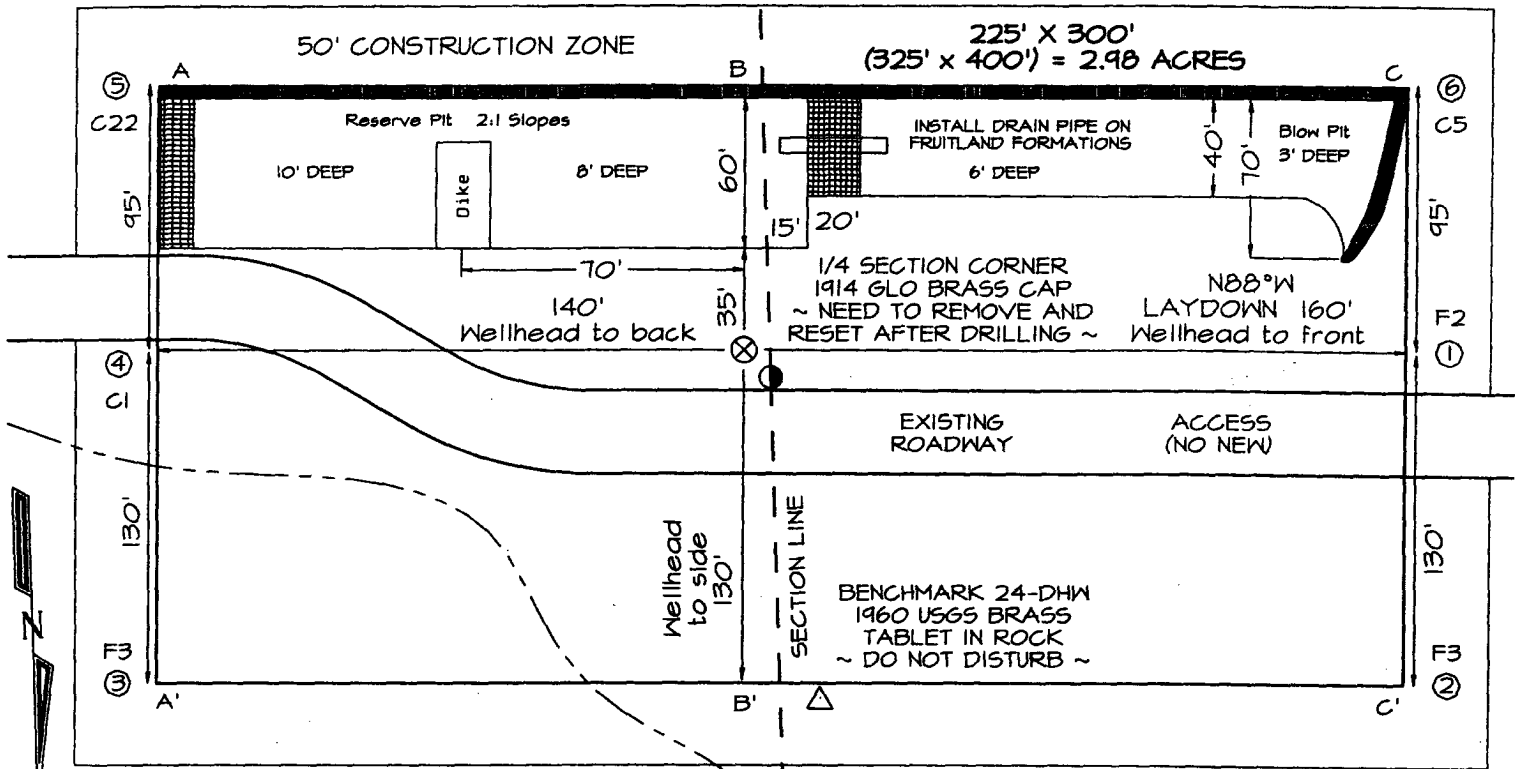 50' CONSTRUCTION ZONE
225' X 300'
(325' x 400') = 2.98 ACRES
A
B
C
5
6
C22
C5
Reserve Pit 2:1 Slopes
INSTALL DRAIN PIPE ON
FRUITLAND FORMATIONS
Blow Pit
3' DEEP
10' DEEP
Dike
8' DEEP
60'
6' DEEP
40'
70'
95'
95'
15'
20'
70'
35'
1/4 SECTION CORNER
1914 GLO BRASS CAP
~ NEED TO REMOVE AND
RESET AFTER DRILLING ~
N88°W
LAYDOWN 160'
Wellhead to front
140'
Wellhead to back
F2
1
4
C1
EXISTING
ROADWAY
ACCESS
(NO NEW)
130'
130'
Wellhead
to side
130'
SECTION LINE
BENCHMARK 24-DHW
1960 USGS BRASS
TABLET IN ROCK
~ DO NOT DISTURB ~
N
F3
3
F3
2
A'
B'
C'